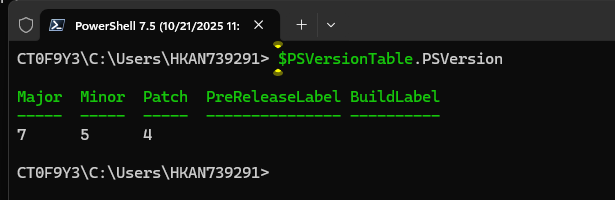 PowerShell 7.5 (10/21/2025 11:
CT0F9Y3\C:\Users\HKAN739291> $PSVersionTable.PSVersion
Major  Minor  Patch  PreReleaseLabel BuildLabel
-----  -----  -----  --------------- ----------
7      5      4
CT0F9Y3\C:\Users\HKAN739291>